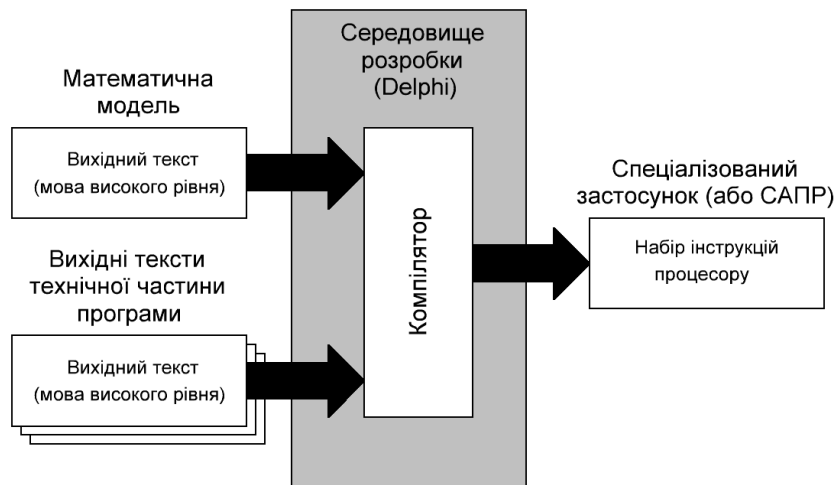 Середовище
розробки
(Delphi)
Математична
модель
Вихідний текст
(мова високого рівня)
Компілятор
Спеціалізований
застосунок (або САПР)
Набір інструкцій
процесору
Вихідні тексти
технічної частини
програми
Вихідний текст
(мова високого рівня)